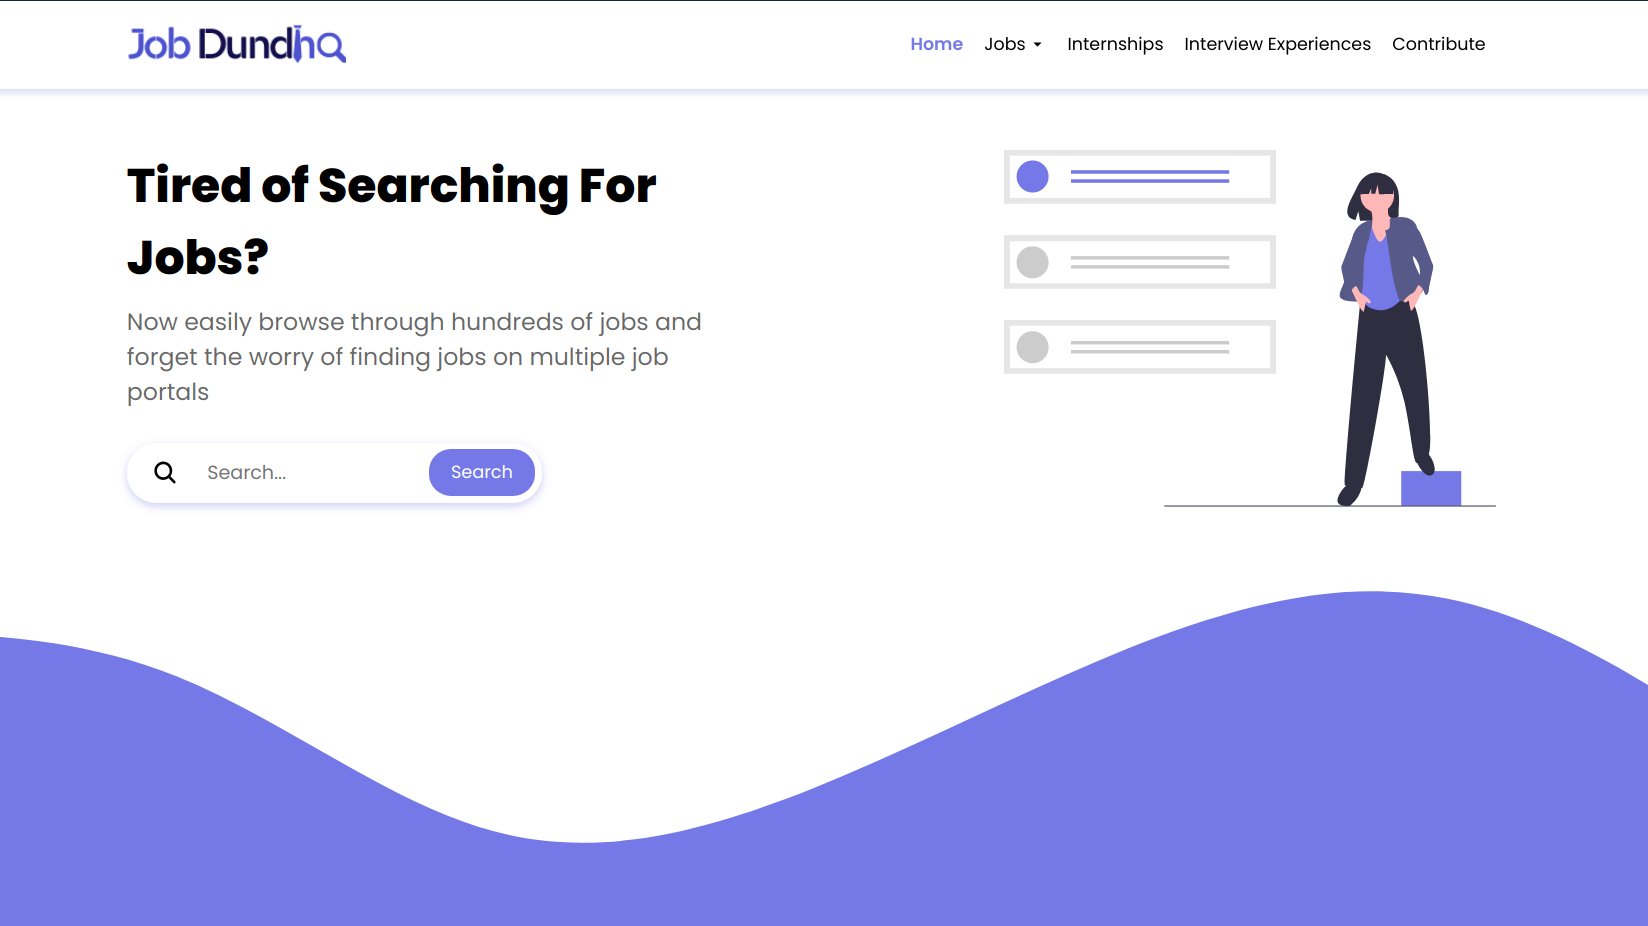 Job Dundho
Home Jobs Internships Interview Experiences Contribute
Tired of Searching For
Jobs?
Now easily browse through hundreds of jobs and
forget the worry of finding jobs on multiple job
portals
Search...
Search